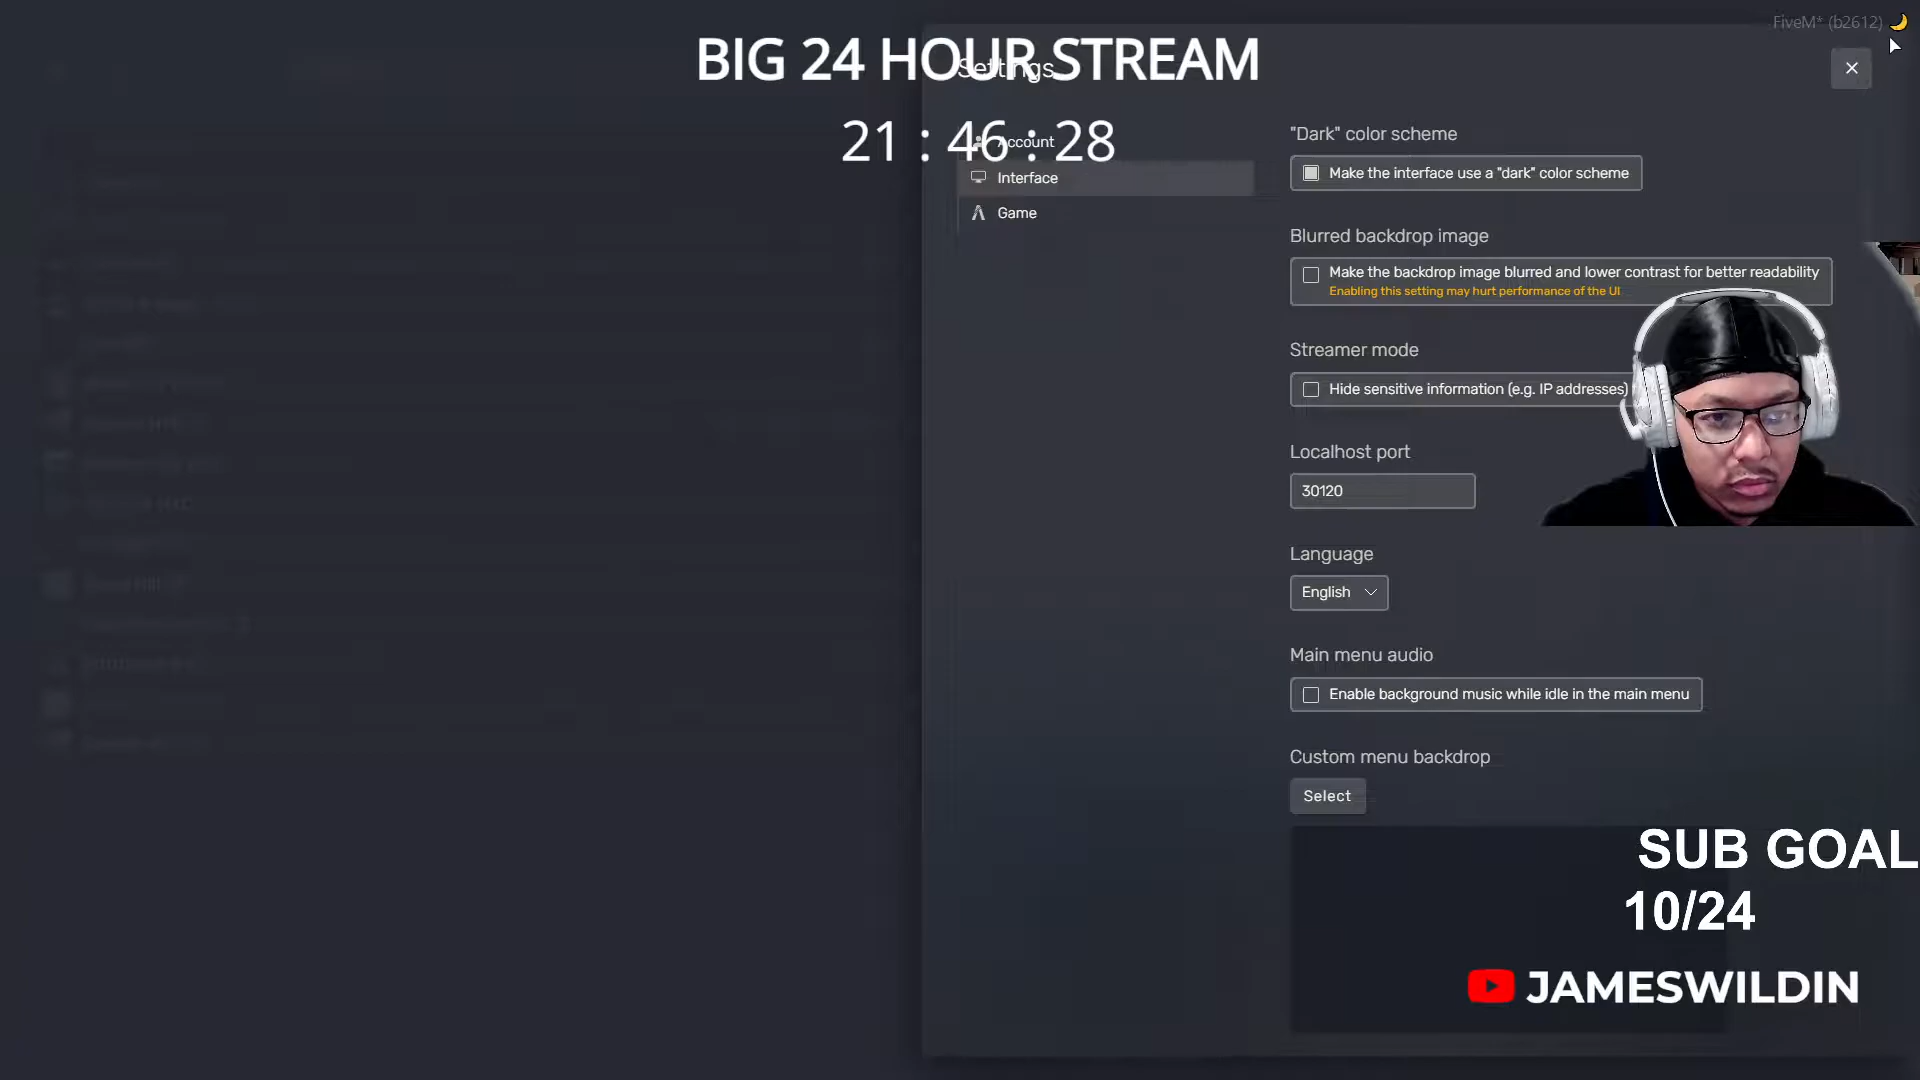 FiveM* (b2612)
BIG 24 HOUR STREAM
Settings
21 : 46 : 28
Account
Interface
Game
"Dark" color scheme
Make the interface use a "dark" color scheme
Blurred backdrop image
Make the backdrop image blurred and lower contrast for better readability
Enabling this setting may hurt performance of the UI
Streamer mode
Hide sensitive information (e.g. IP addresses)
Localhost port
30120
Language
English
Main menu audio
Enable background music while idle in the main menu
Custom menu backdrop
Select
SUB GOAL
10/24
JAMESWILDIN